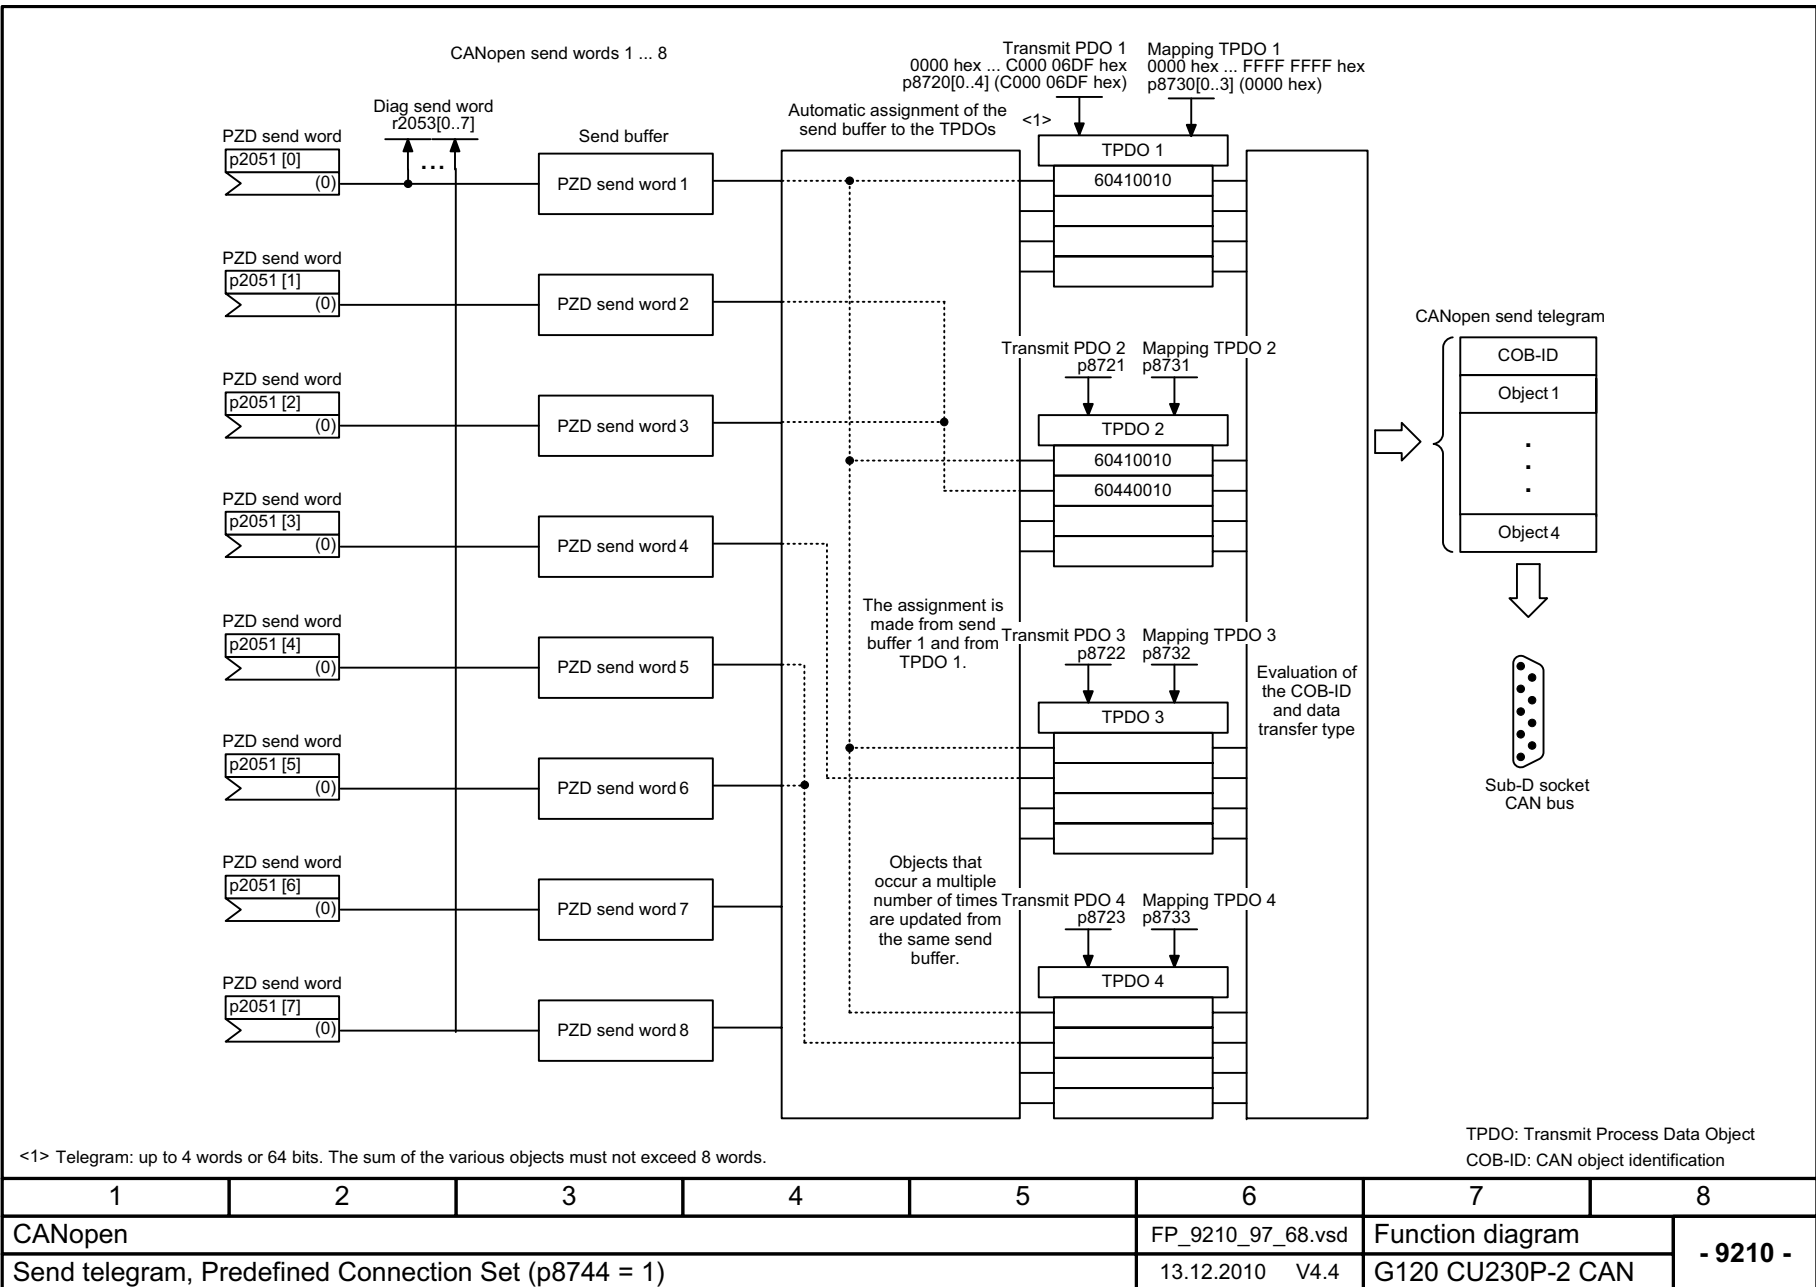 CANopen send words 1 ... 8
Transmit PDO 1
0000 hex ... C000 06DF hex
p8720[0..4] (C000 06DF hex)
Mapping TPDO 1
0000 hex ... FFFF FFFF hex
p8730[0..3] (0000 hex)
Diag send word
r2053[0..7]
...
Send buffer
Automatic assignment of the
send buffer to the TPDOs
<1>
PZD send word
p2051 [0]
(0)
PZD send word 1
TPDO 1
60410010
PZD send word
p2051 [1]
(0)
PZD send word 2
Transmit PDO 2
p8721
Mapping TPDO 2
p8731
PZD send word
p2051 [2]
(0)
PZD send word 3
TPDO 2
60410010
60440010
PZD send word
p2051 [3]
(0)
PZD send word 4
The assignment is
made from send
buffer 1 and from
TPDO 1.
Transmit PDO 3
p8722
Mapping TPDO 3
p8732
PZD send word
p2051 [4]
(0)
PZD send word 5
TPDO 3
Evaluation of
the COB-ID
and data
transfer type
PZD send word
p2051 [5]
(0)
PZD send word 6
Objects that
occur a multiple
number of times
are updated from
the same send
buffer.
Transmit PDO 4
p8723
Mapping TPDO 4
p8733
PZD send word
p2051 [6]
(0)
PZD send word 7
TPDO 4
PZD send word
p2051 [7]
(0)
PZD send word 8
CANopen send telegram
COB-ID
Object 1
.
.
.
Object 4
Sub-D socket
CAN bus
<1> Telegram: up to 4 words or 64 bits. The sum of the various objects must not exceed 8 words.
TPDO: Transmit Process Data Object
COB-ID: CAN object identification
1 2 3 4 5 6 7 8
CANopen
FP_9210_97_68.vsd
Function diagram
- 9210 -
Send telegram, Predefined Connection Set (p8744 = 1)
13.12.2010 V4.4
G120 CU230P-2 CAN